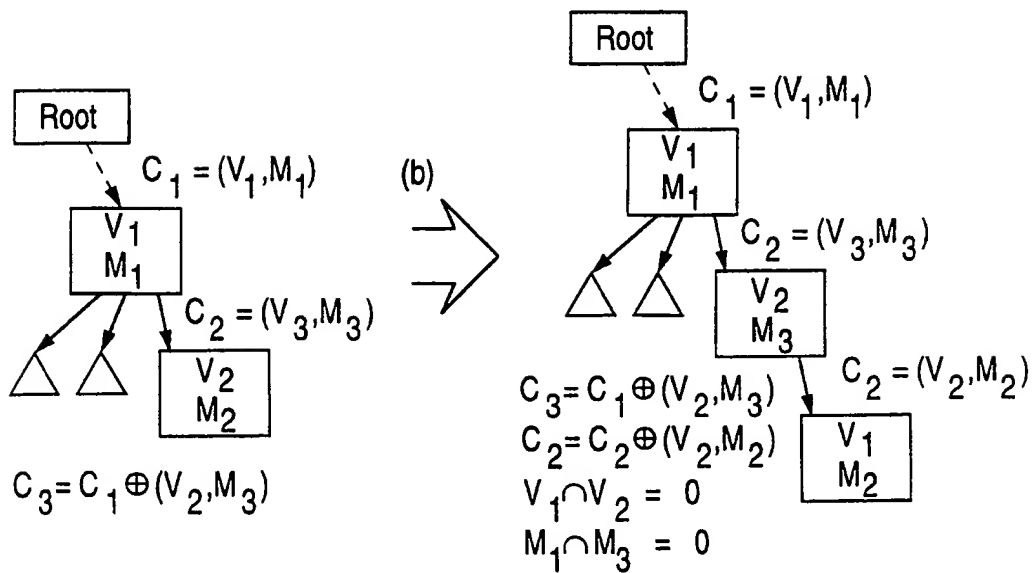 Root
C1 = (V1,M1)
V1
M1
C2 = (V3,M3)
V2
M2
C3= C1 ⊕ (V2,M3)
(b)
Root
C1 = (V1,M1)
V1
M1
C2 = (V3,M3)
V2
M3
C2 = (V2,M2)
V1
M2
C3= C1 ⊕ (V2,M3)
C2= C2 ⊕ (V2,M2)
V1∩V2 = 0
M1∩M3 = 0